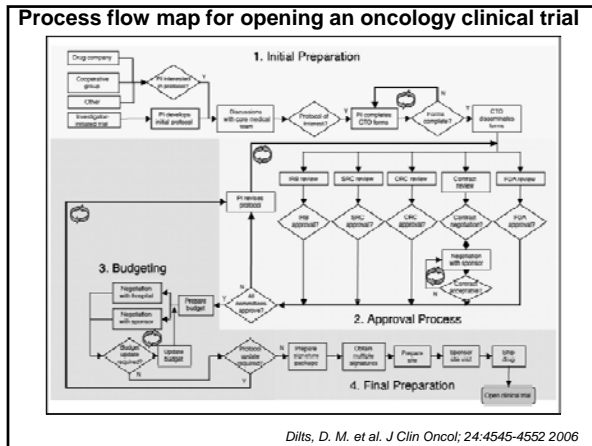 Process flow map for opening an oncology clinical trial
1. Initial Preparation
Drug company
Cooperative group
Other
Investigator-initiated trial
PI interested in protocol?
Y
PI develops initial protocol
Discussions with core medical team
Protocol of interest?
Y
PI completes CTO forms
N
Forms complete?
Y
CTO disseminates forms
PI revises protocol
IRB review
SRC review
CRC review
Contract review
FDA review
IRB approval?
SRC approval?
CRC approval?
Contract negotiation?
FDA approval?
Negotiation with sponsor
Contract acceptable?
N
2. Approval Process
3. Budgeting
Negotiation with hospital
Negotiation with sponsor
Prepare budget
Y
N
All committees approve?
Budget update required?
Y
Update budget
N
Protocol update required?
N
Y
Prepare signature package
Obtain multiple signatures
Prepare site
Sponsor site visit
Ship drug
4. Final Preparation
Open clinical trial
Dilts, D. M. et al. J Clin Oncol; 24:4545-4552 2006